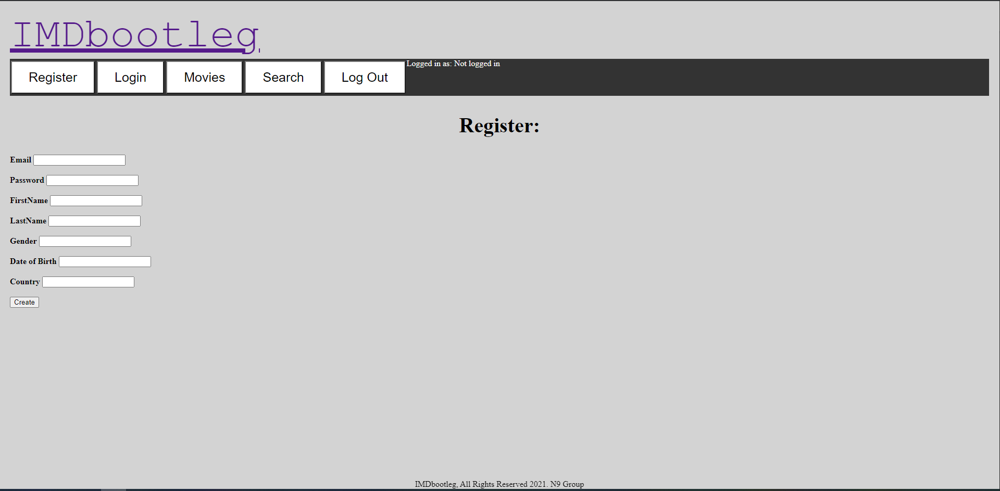 IMDbootleg
Register Login Movies Search Log Out Logged in as: Not logged in
Register:
Email
Password
FirstName
LastName
Gender
Date of Birth
Country
Create
IMDbootleg, All Rights Reserved 2021. N9 Group